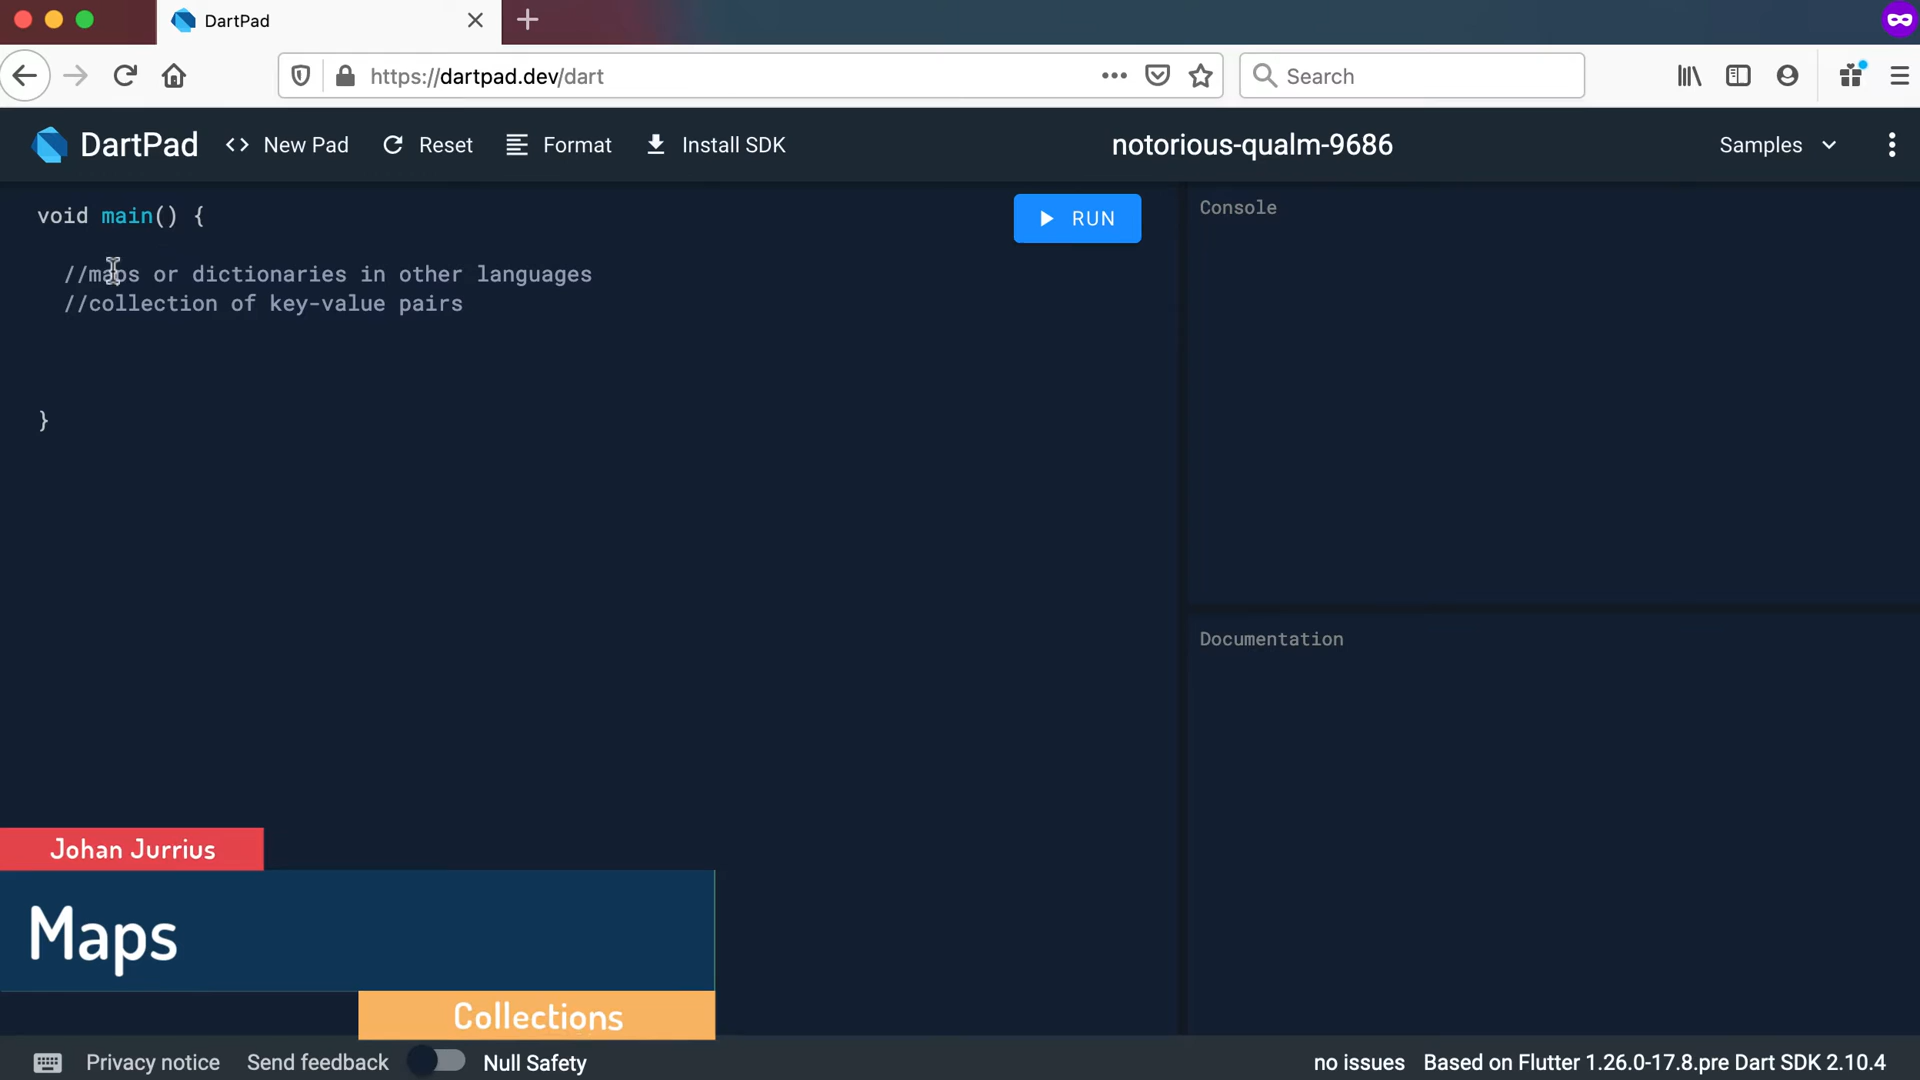 DartPad
https://dartpad.dev/dart
Search
DartPad
<> New Pad
Reset
Format
Install SDK
notorious-qualm-9686
Samples
void main() {
RUN
Console
//maps or dictionaries in other languages
//collection of key-value pairs
}
Documentation
Johan Jurrius
Maps
Collections
Privacy notice
Send feedback
Null Safety
no issues
Based on Flutter 1.26.0-17.8.pre Dart SDK 2.10.4